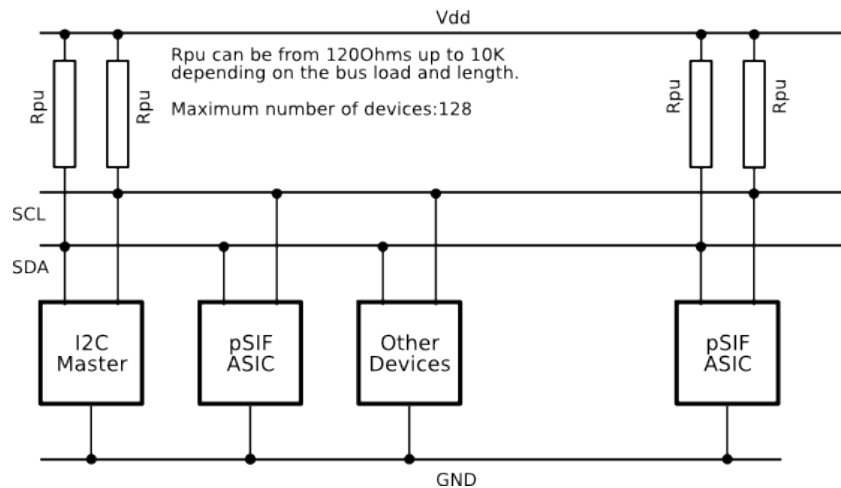 Vdd
Rpu can be from 120Ohms up to 10K
depending on the bus load and length.
Maximum number of devices:128
Rpu
Rpu
Rpu
Rpu
SCL
SDA
I2C
Master
pSIF
ASIC
Other
Devices
pSIF
ASIC
GND